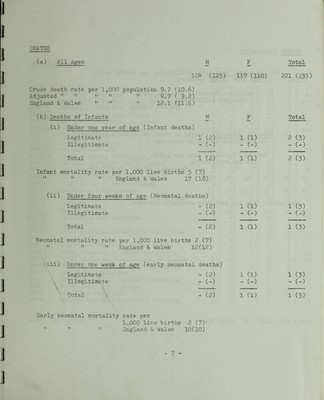 DEATHS
(a) All Ages M F Total
104 (125) 117 (110) 221 (235)
Crude death rate per 1,000 population 9.7 (10.6)
Adjusted " " " " " 9.7 ( 9.2)
England & Wales " " " 12.1 (11.6)
(b) Deaths of Infants M F Total
(i) Under one year of age (Infant deaths)
Legitimate 1 (2) 1 (1) 2 (3)
Illegitimate - (-) - (-) - (-)
Total 1 (2) 1 (1) 2 (3)
Infant mortality rate per 1,000 live births 5 (7)
" " " England & Wales 17 (18)
(ii) Under four weeks of age (Neonatal deaths)
Legitimate - (2) 1 (1) 1 (3)
Illegitimate - (-) - (-) - (-)
Total - (2) 1 (1) 1 (3)
Neonatal mortality rate per 1,000 live births 2 (7)
" " " England & Wales 12(12)
(iii) Under one week of age (early neonatal deaths)
Legitimate - (2) 1 (1) 1 (3)
Illegitimate - (-) - (-) - (-)
Total - (2) 1 (1) 1 (3)
Early neonatal mortality rate per
1,000 live births 2 (7)
" " " England & Wales 10(10)
- 7 -